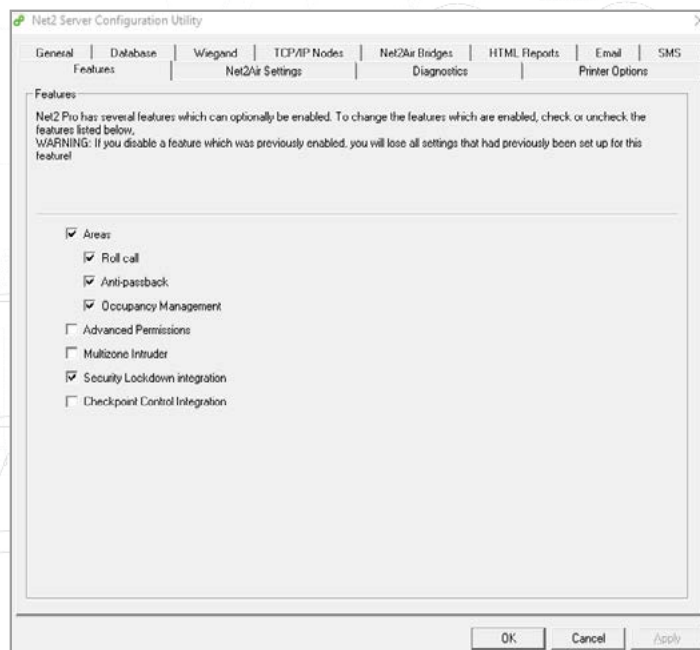 Net2 Server Configuration Utility
General Database Wiegand TCP/IP Nodes Net2Air Bridges HTML Reports Email SMS
Features Net2Air Settings Diagnostics Printer Options
Features
Net2 Pro has several features which can optionally be enabled. To change the features which are enabled, check or uncheck the
features listed below,
WARNING: If you disable a feature which was previously enabled, you will lose all settings that had previously been set up for this
feature!
Areas
Roll call
Anti-passback
Occupancy Management
Advanced Permissions
Multizone Intruder
Security Lockdown integration
Checkpoint Control Integration
OK Cancel Apply